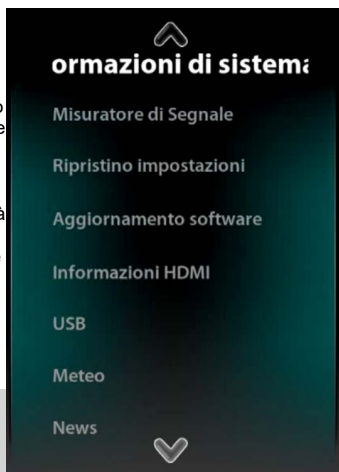 ormazioni di sistema
o
Misuratore di Segnale
e
Ripristino impostazioni
à
Aggiornamento software
e
Informazioni HDMI
USB
Meteo
News